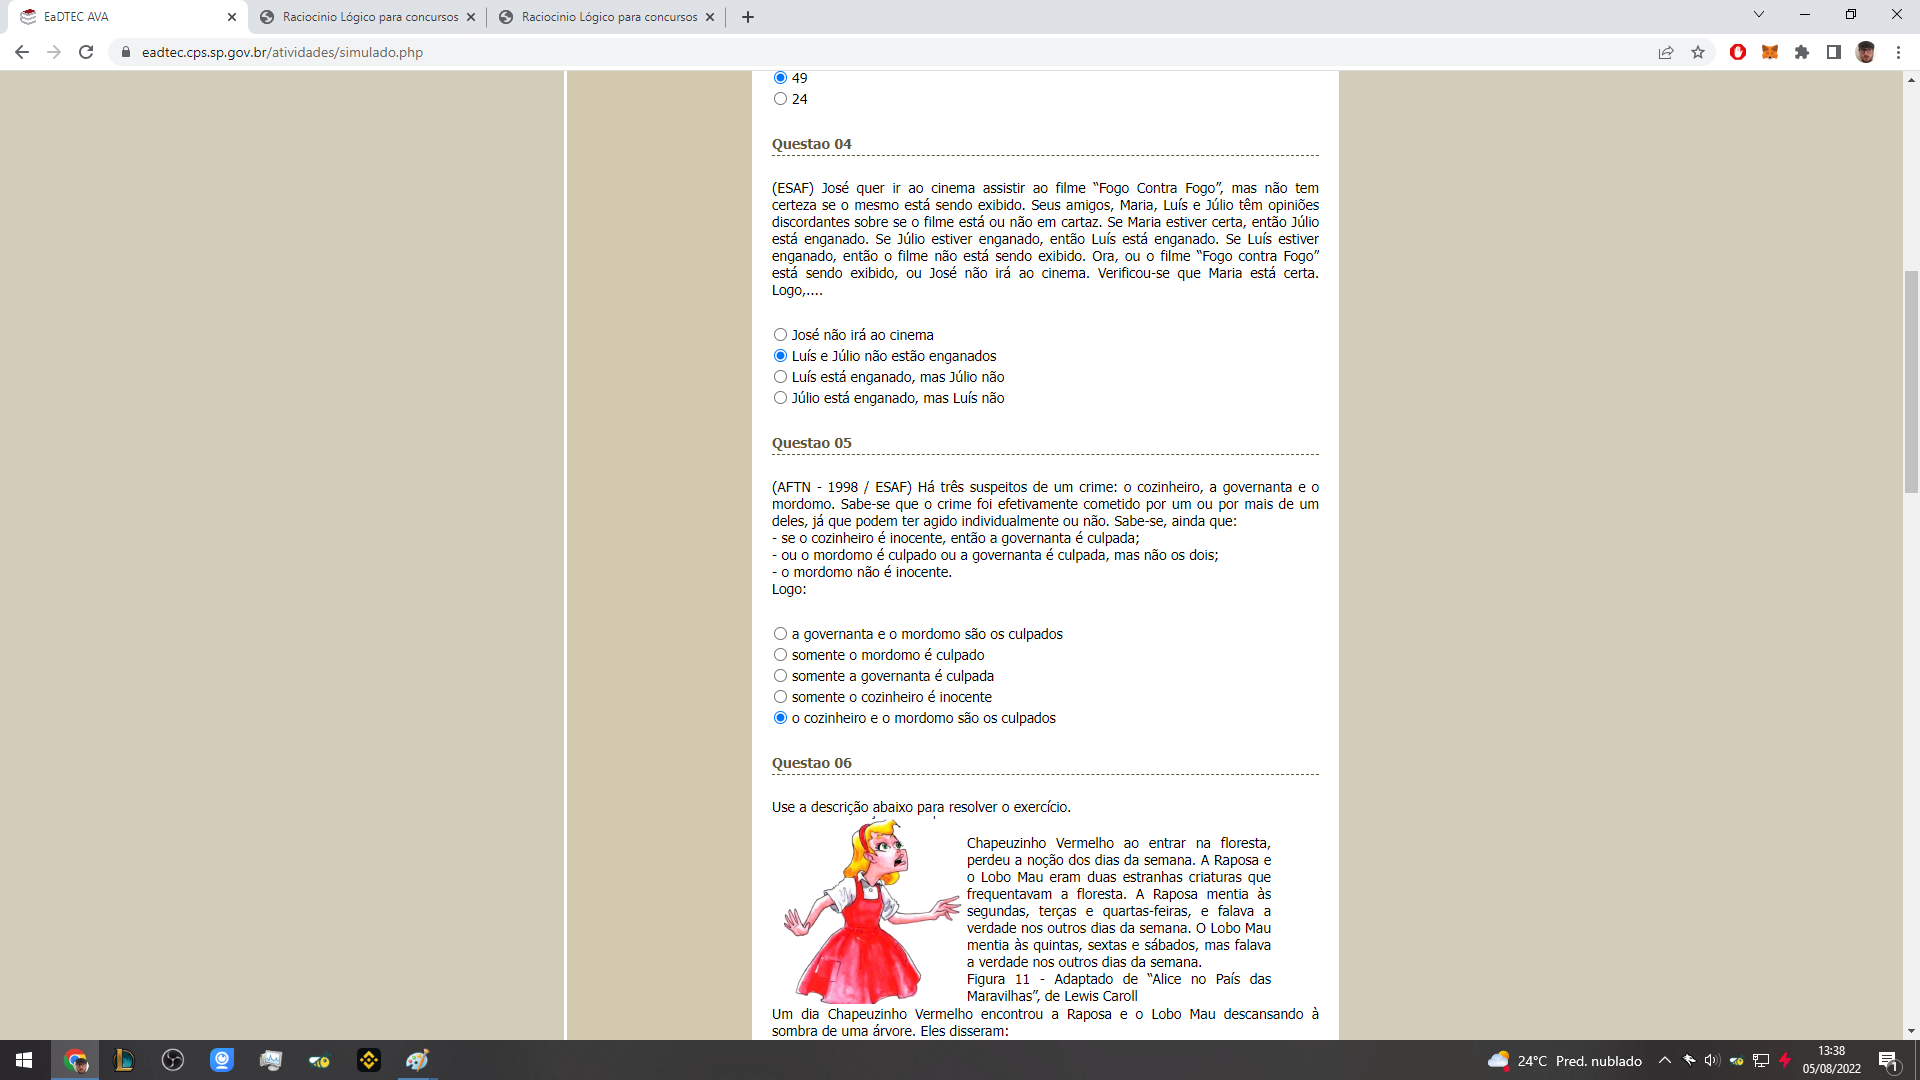 EaDTEC AVA
Raciocinio Lógico para concursos
Raciocinio Lógico para concursos
eadtec.cps.sp.gov.br/atividades/simulado.php
49
24
Questao 04
(ESAF) José quer ir ao cinema assistir ao filme “Fogo Contra Fogo”, mas não tem
certeza se o mesmo está sendo exibido. Seus amigos, Maria, Luís e Júlio têm opiniões
discordantes sobre se o filme está ou não em cartaz. Se Maria estiver certa, então Júlio
está enganado. Se Júlio estiver enganado, então Luís está enganado. Se Luís estiver
enganado, então o filme não está sendo exibido. Ora, ou o filme “Fogo contra Fogo”
está sendo exibido, ou José não irá ao cinema. Verificou-se que Maria está certa.
Logo,....
José não irá ao cinema
Luís e Júlio não estão enganados
Luís está enganado, mas Júlio não
Júlio está enganado, mas Luís não
Questao 05
(AFTN - 1998 / ESAF) Há três suspeitos de um crime: o cozinheiro, a governanta e o
mordomo. Sabe-se que o crime foi efetivamente cometido por um ou por mais de um
deles, já que podem ter agido individualmente ou não. Sabe-se, ainda que:
- se o cozinheiro é inocente, então a governanta é culpada;
- ou o mordomo é culpado ou a governanta é culpada, mas não os dois;
- o mordomo não é inocente.
Logo:
a governanta e o mordomo são os culpados
somente o mordomo é culpado
somente a governanta é culpada
somente o cozinheiro é inocente
o cozinheiro e o mordomo são os culpados
Questao 06
Use a descrição abaixo para resolver o exercício.
Chapeuzinho Vermelho ao entrar na floresta,
perdeu a noção dos dias da semana. A Raposa e
o Lobo Mau eram duas estranhas criaturas que
frequentavam a floresta. A Raposa mentia às
segundas, terças e quartas-feiras, e falava a
verdade nos outros dias da semana. O Lobo Mau
mentia às quintas, sextas e sábados, mas falava
a verdade nos outros dias da semana.
Figura 11 - Adaptado de “Alice no País das
Maravilhas”, de Lewis Caroll
Um dia Chapeuzinho Vermelho encontrou a Raposa e o Lobo Mau descansando à
sombra de uma árvore. Eles disseram:
24°C Pred. nublado
13:38
05/08/2022
1